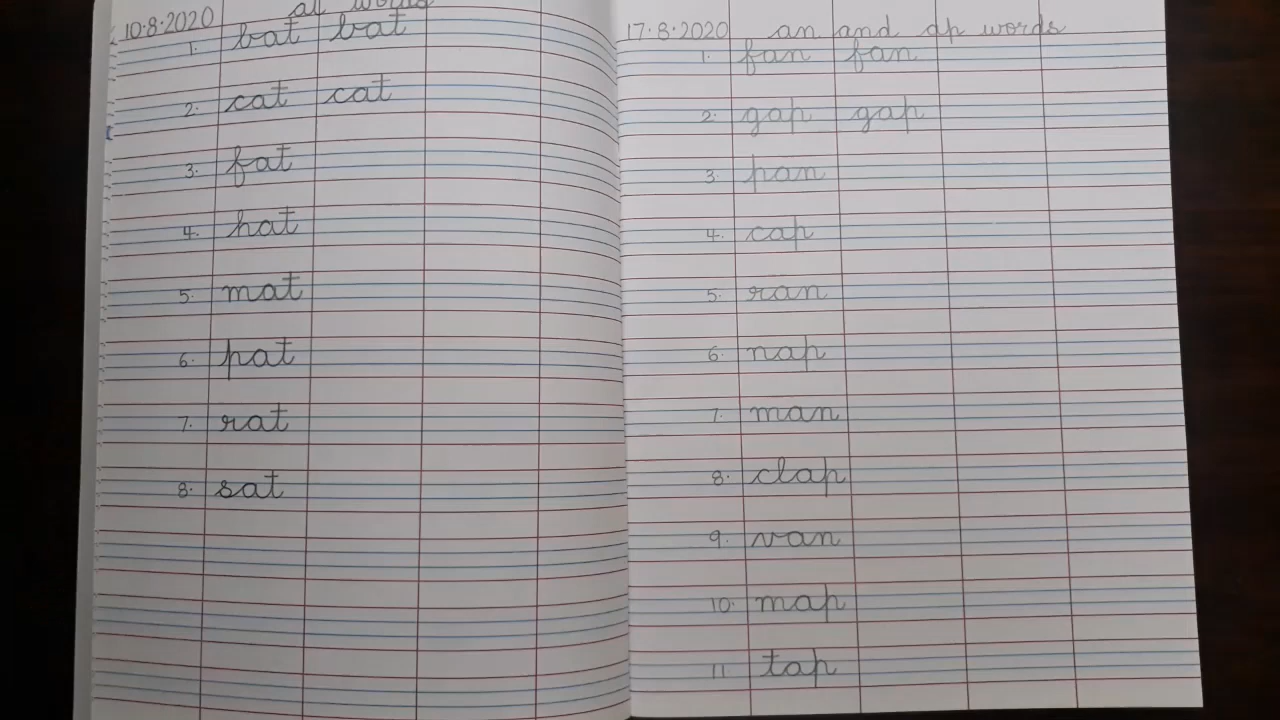 10.8.2020 at words
1. bat bat
2. cat cat
3. fat
4. hat
5. mat
6. pat
7. rat
8. sat
17.8.2020 an and ap words
1. fan fan
2. gap gap
3. pan
4. cap
5. ran
6. nap
7. man
8. clap
9. van
10. map
11 tap